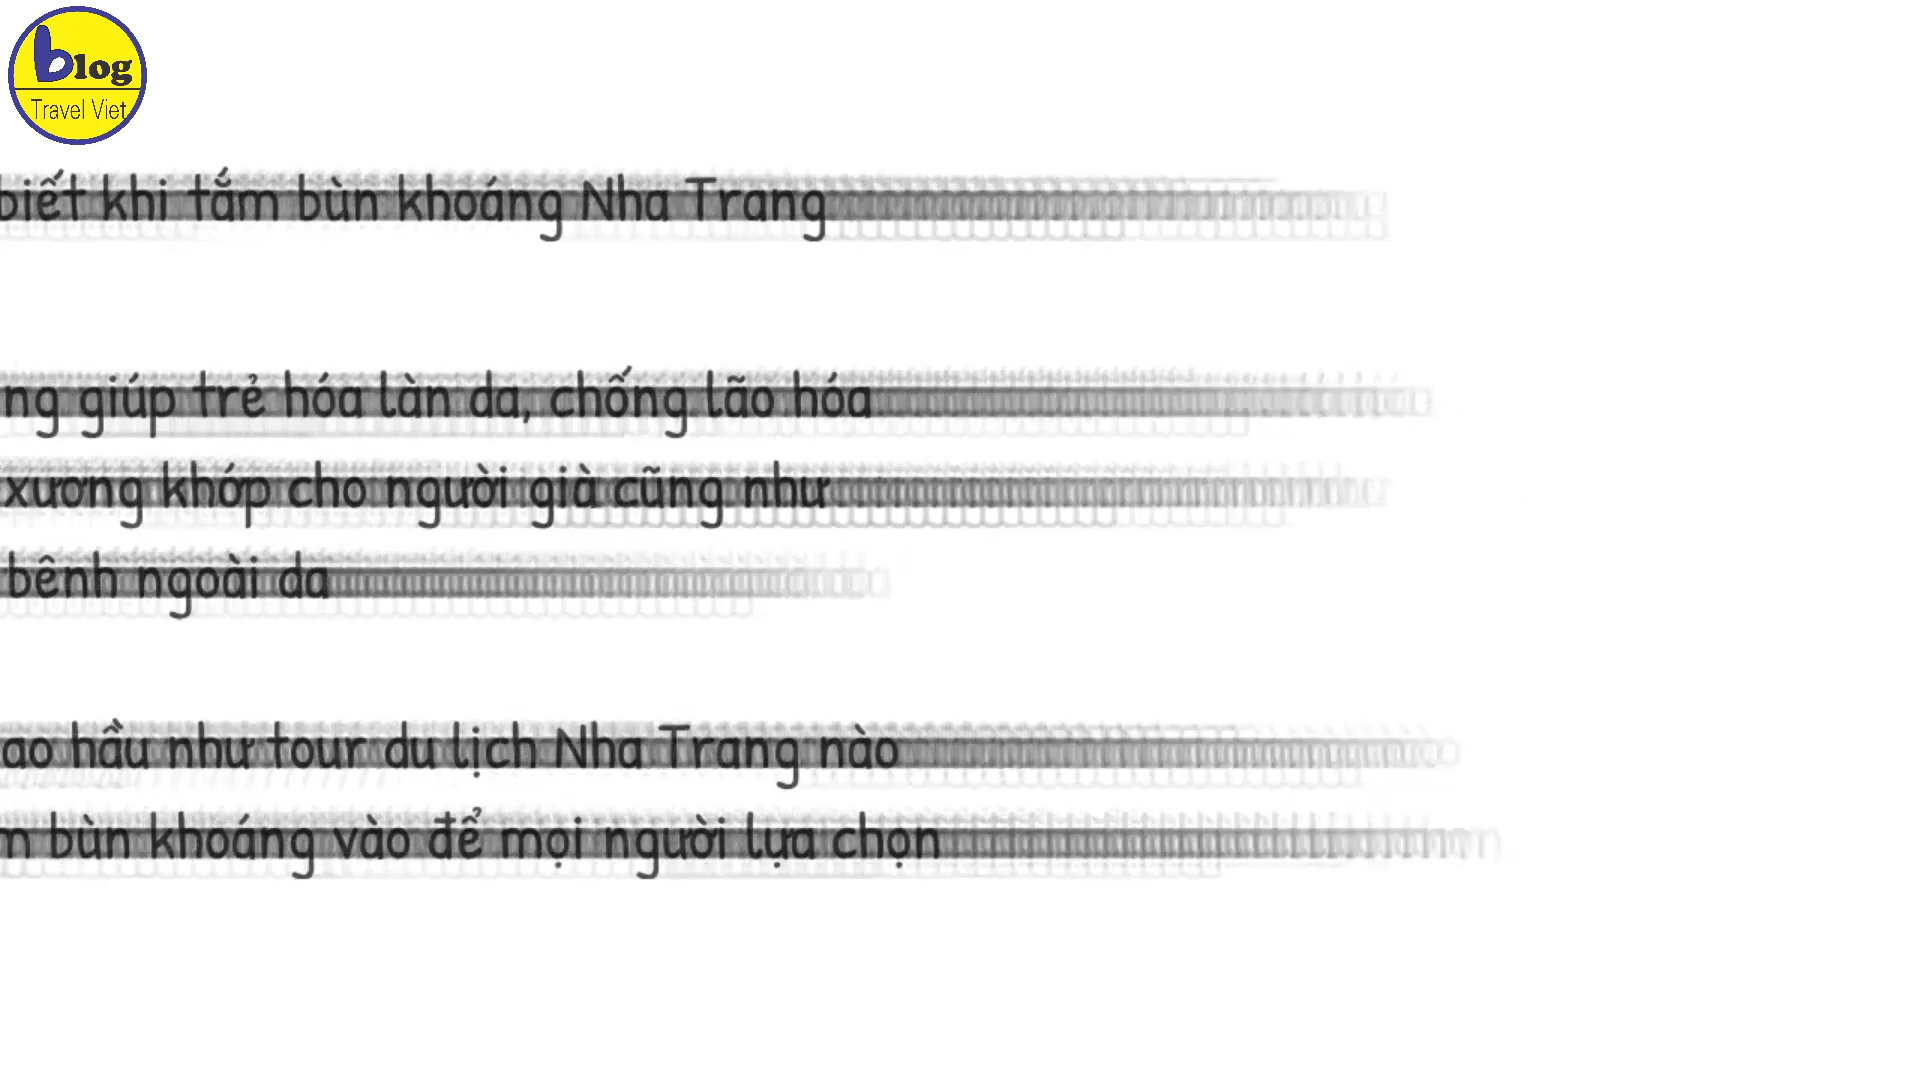 blog
Travel Viet
biết khi tắm bùn khoáng Nha Trang
ng giúp trẻ hóa làn da, chống lão hóa
xương khớp cho người già cũng như
bênh ngoài da
ao hầu như tour du lịch Nha Trang nào
m bùn khoáng vào để mọi người lựa chọn